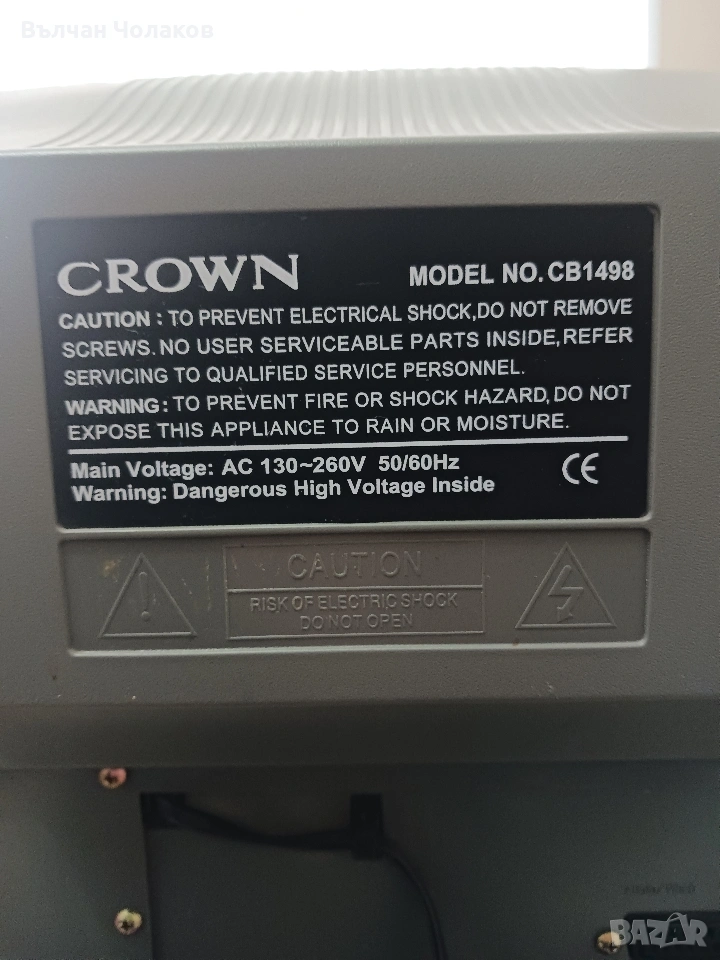 Вълчан Чолаков
CROWN MODEL NO. CB1498
CAUTION : TO PREVENT ELECTRICAL SHOCK,DO NOT REMOVE
SCREWS. NO USER SERVICEABLE PARTS INSIDE, REFER
SERVICING TO QUALIFIED SERVICE PERSONNEL.
WARNING: TO PREVENT FIRE OR SHOCK HAZARD, DO NOT
EXPOSE THIS APPLIANCE TO RAIN OR MOISTURE.
Main Voltage: AC 130~260V 50/60Hz
Warning: Dangerous High Voltage Inside
CE
CAUTION
RISK OF ELECTRIC SHOCK
DO NOT OPEN
BAZAR